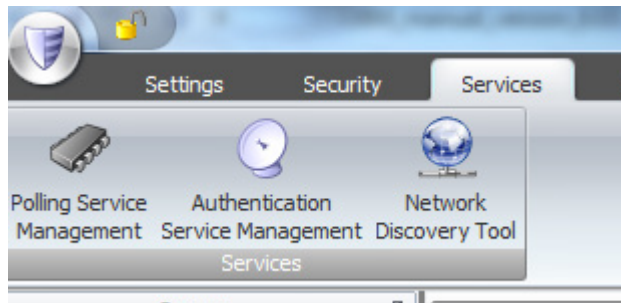 Settings Security Services
Polling Service Authentication Network
Management Service Management Discovery Tool
Services